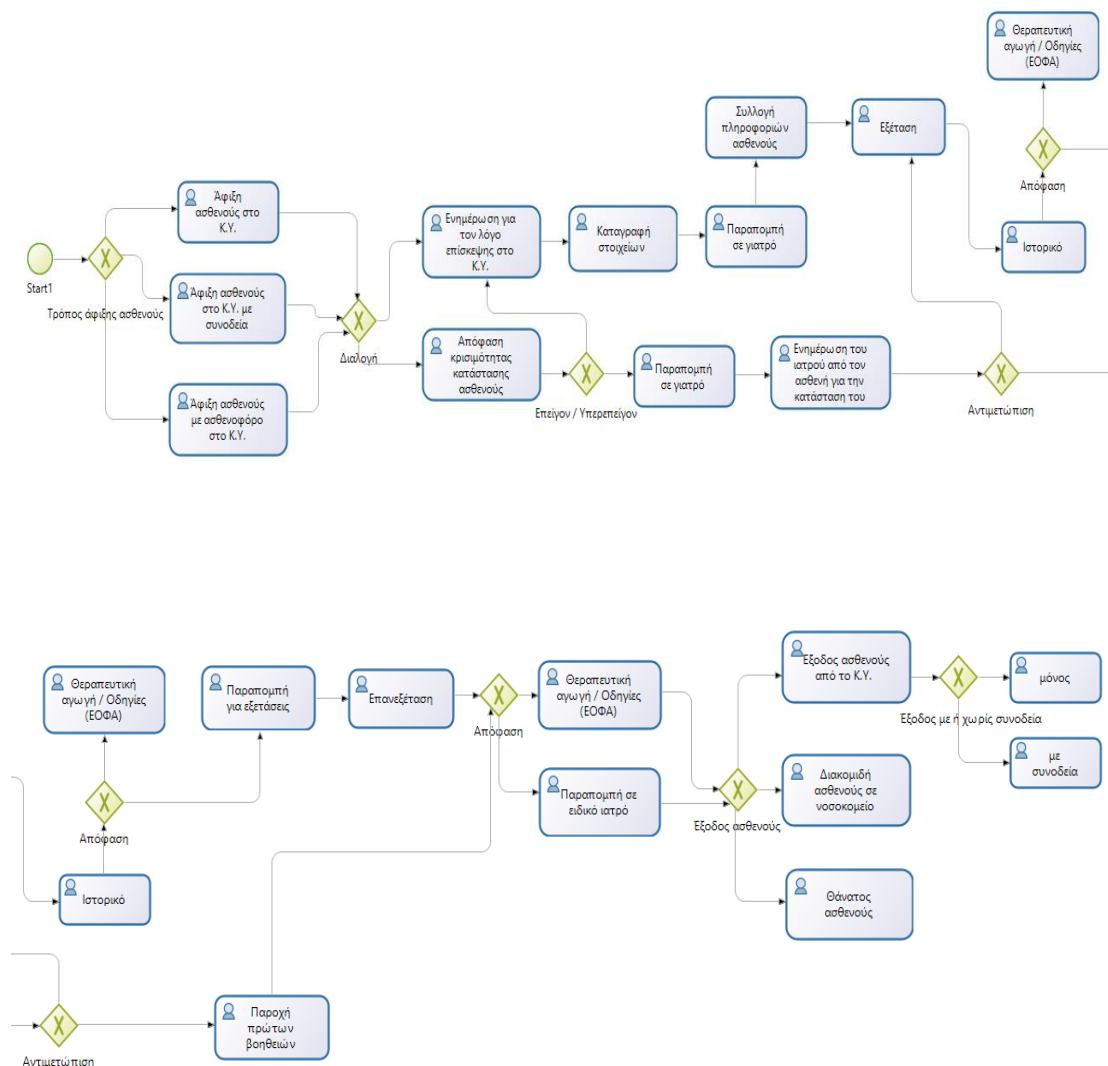 Θεραπευτική
αγωγή / Οδηγίες
(ΕΟΦΑ)
Συλλογή
πληροφοριών
ασθενούς
Εξέταση
Απόφαση
Άφιξη
ασθενούς στο
Κ.Υ.
Ενημέρωση για
τον λόγο
επίσκεψης στο
Κ.Υ.
Καταγραφή
στοιχείων
Παραπομπή
σε γιατρό
Ιστορικό
Start1
Τρόπος άφιξης ασθενούς
Άφιξη ασθενούς
στο Κ.Υ. με
συνοδεία
Διαλογή
Απόφαση
κρισιμότητας
κατάστασης
ασθενούς
Επείγον / Υπερεπείγον
Παραπομπή
σε γιατρό
Ενημέρωση του
ιατρού από τον
ασθενή για την
κατάσταση του
Αντιμετώπιση
Άφιξη ασθενούς
με ασθενοφόρο
στο Κ.Υ.
Θεραπευτική
αγωγή / Οδηγίες
(ΕΟΦΑ)
Παραπομπή
για εξετάσεις
Επανεξέταση
Απόφαση
Θεραπευτική
αγωγή / Οδηγίες
(ΕΟΦΑ)
Έξοδος ασθενούς
από το Κ.Υ.
Έξοδος με ή χωρίς συνοδεία
μόνος
με
συνοδεία
Απόφαση
Παραπομπή σε
ειδικό ιατρό
Έξοδος ασθενούς
Διακομιδή
ασθενούς σε
νοσοκομείο
Ιστορικό
Θάνατος
ασθενούς
Αντιμετώπιση
Παροχή
πρώτων
βοηθειών